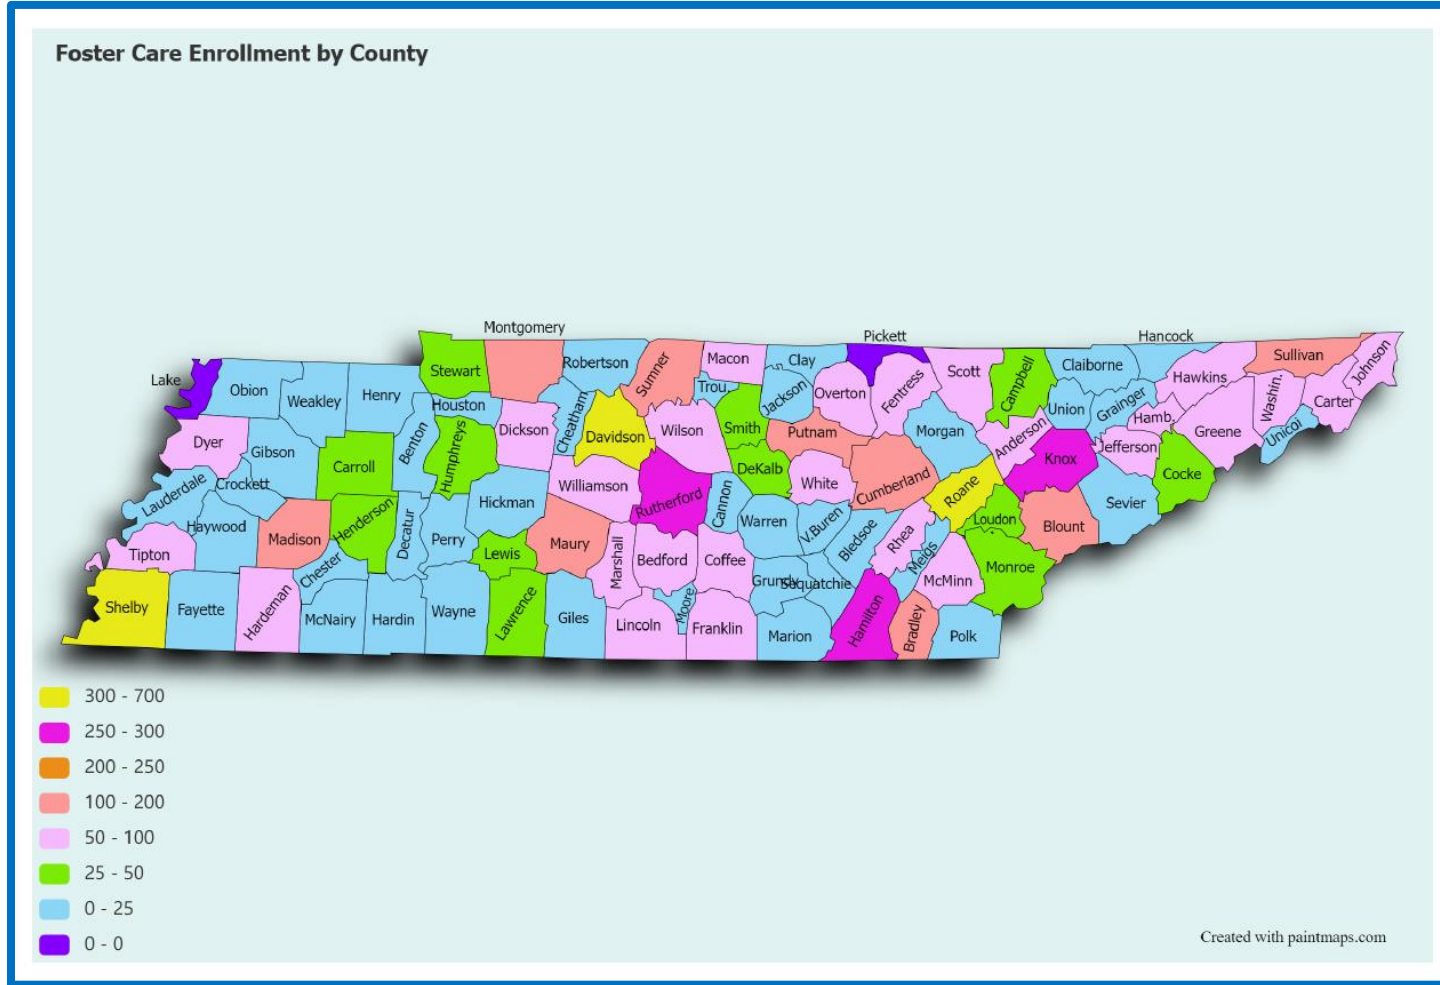 Foster Care Enrollment by County
Montgomery
Pickett
Hancock
Lake
Obion
Weakley
Henry
Stewart
Houston
Robertson
Sumner
Macon
Trou.
Clay
Jackson
Overton
Fentress
Scott
Campbell
Claiborne
Union
Grainger
Hawkins
Hamb.
Sullivan
Washin.
Carter
Johnson
Unicoi
Greene
Dyer
Gibson
Crockett
Carroll
Benton
Humphreys
Dickson
Cheatham
Davidson
Wilson
Smith
DeKalb
Putnam
White
Cumberland
Morgan
Anderson
Roane
Knox
Jefferson
Cocke
Sevier
Blount
Loudon
Monroe
Lauderdale
Haywood
Tipton
Madison
Henderson
Chester
Decatur
Perry
Hickman
Lewis
Williamson
Maury
Rutherford
Marshall
Bedford
Cannon
Coffee
Warren
V.Buren
Bledsoe
Rhea
Meigs
McMinn
Grundy
Sequatchie
Shelby
Fayette
Hardeman
McNairy
Hardin
Wayne
Lawrence
Giles
Lincoln
Moore
Franklin
Marion
Hamilton
Bradley
Polk
300 - 700
250 - 300
200 - 250
100 - 200
50 - 100
25 - 50
0 - 25
0 - 0
Created with paintmaps.com